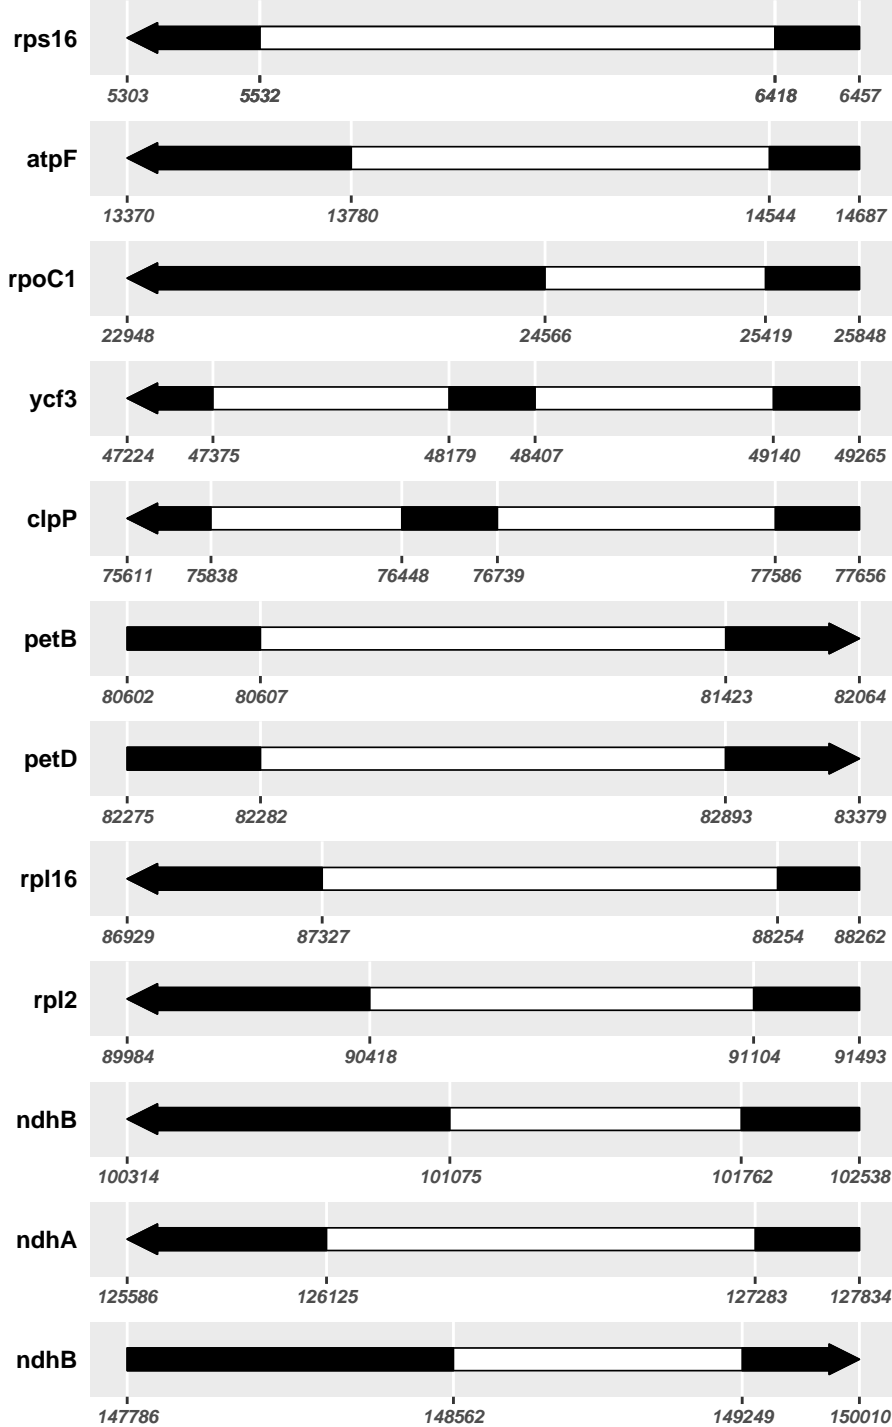 rps16
5303 5532 6418 6457
atpF
13370 13780 14544 14687
rpoC1
22948 24566 25419 25848
ycf3
47224 47375 48179 48407 49140 49265
clpP
75611 75838 76448 76739 77586 77656
petB
80602 80607 81423 82064
petD
82275 82282 82893 83379
rpl16
86929 87327 88254 88262
rpl2
89984 90418 91104 91493
ndhB
100314 101075 101762 102538
ndhA
125586 126125 127283 127834
ndhB
147786 148562 149249 150010